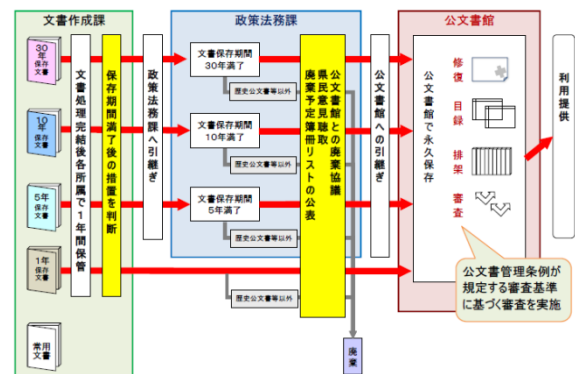 文書作成課
30年保存文書
10年保存文書
5年保存文書
1年保存文書
常用文書
文書処理完結後各所属で1年間保管
保存期間満了後の措置を判断
政策法務課へ引継ぎ
政策法務課
文書保存期間
30年満了
歴史公文書等以外
文書保存期間
10年満了
歴史公文書等以外
文書保存期間
5年満了
歴史公文書等以外
歴史公文書等以外
公文書館との廃棄協議
県民意見聴取
廃棄予定簿冊リストの公表
廃棄
公文書館への引継ぎ
公文書館
公文書館で永久保存
修復
目録
排架
審査
公文書管理条例が
規定する審査基準
に基づく審査を実施
利用提供